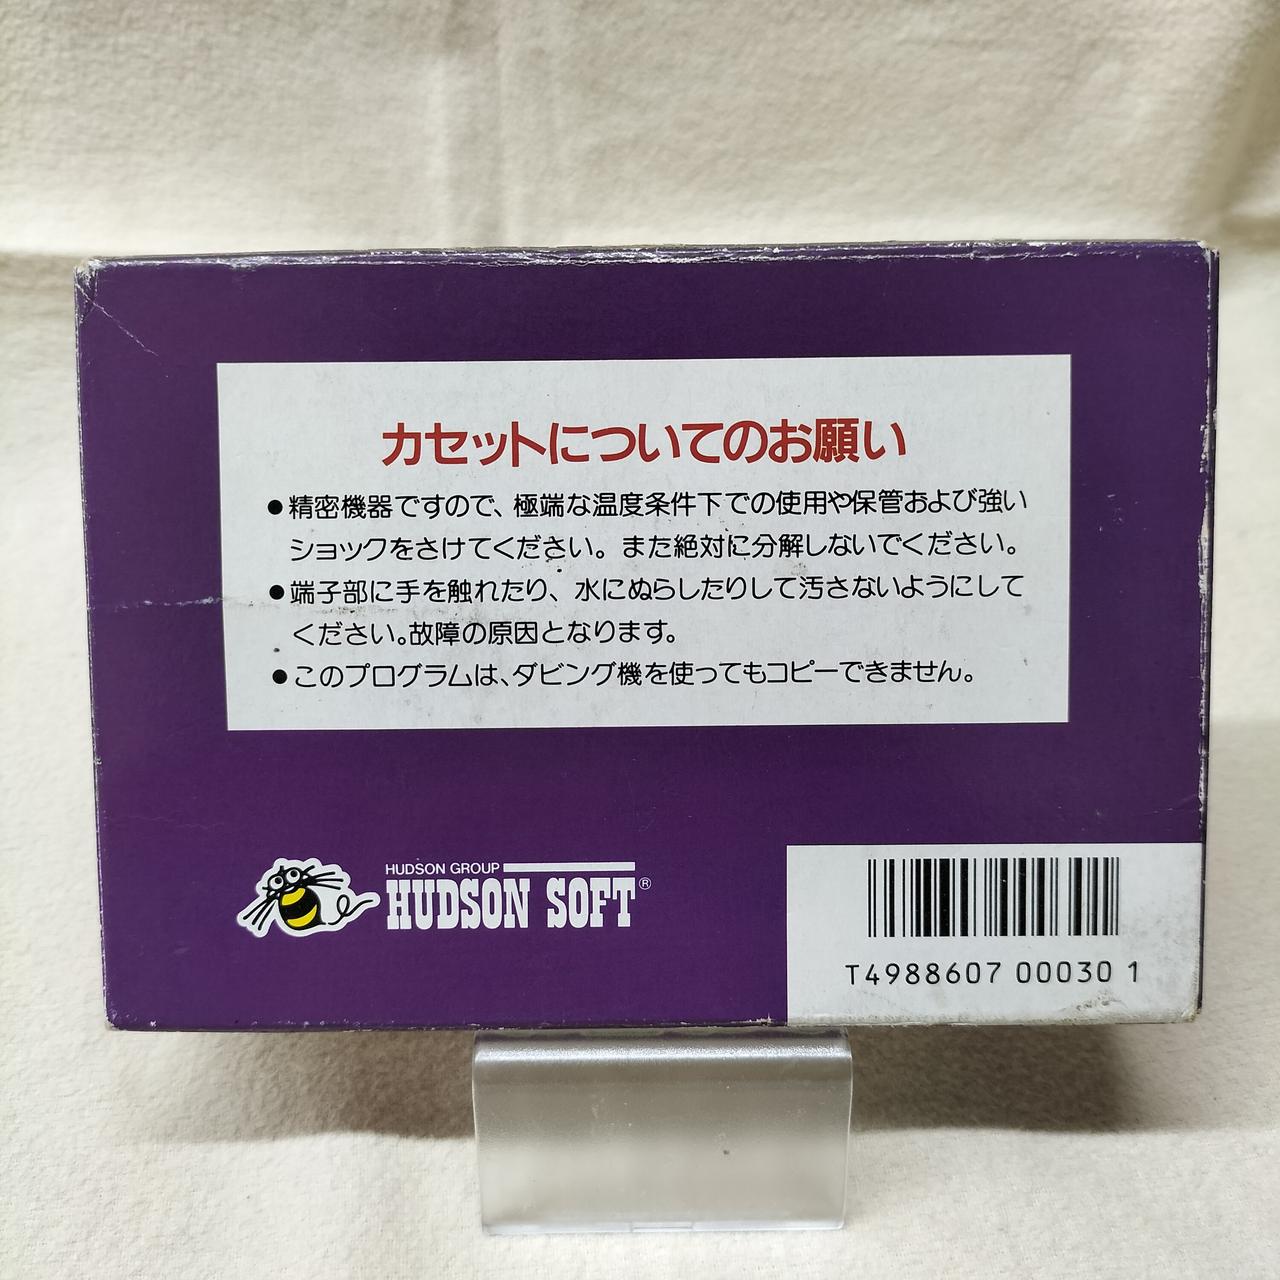 カセットについてのお願い
●精密機器ですので、極端な温度条件下での使用や保管および強い
ショックをさけてください。また絶対に分解しないでください。
●端子部に手を触れたり、水にぬらしたりして汚さないようにして
ください。故障の原因となります。
●このプログラムは、ダビング機を使ってもコピーできません。
HUDSON GROUP
HUDSON SOFT®
T4988607 00030 1